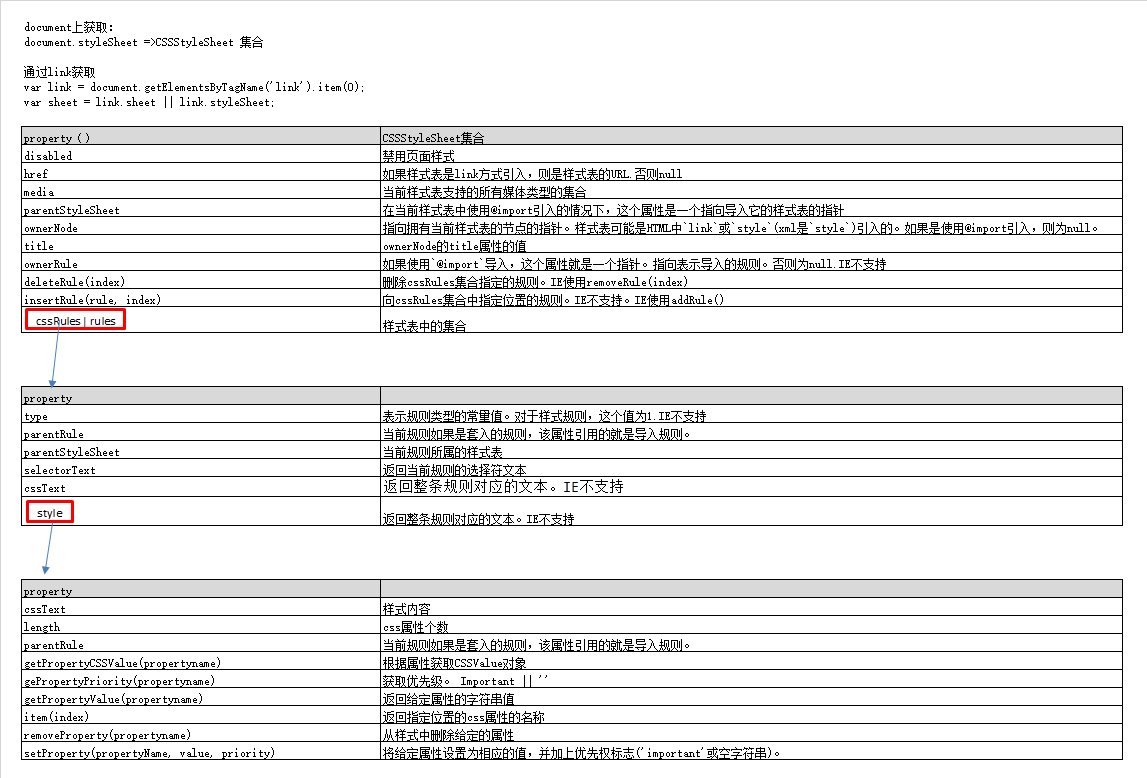 document上获取:
document.styleSheet =>CSSStyleSheet 集合
通过link获取
var link = document.getElementsByTagName('link').item(0);
var sheet = link.sheet || link.styleSheet;
property () CSSStyleSheet集合
disabled 禁用页面样式
href 如果样式表是link方式引入，则是样式表的URL.否则null
media 当前样式表支持的所有媒体类型的集合
parentStyleSheet 在当前样式表中使用@import引入的情况下，这个属性是一个指向导入它的样式表的指针
ownerNode 指向拥有当前样式表的节点的指针。样式表可能是HTML中`link`或`style`(xml是`style`)引入的。如果是使用@import引入，则为null。
title ownerNode的title属性的值
ownerRule 如果使用`@import`导入，这个属性就是一个指针。指向表示导入的规则。否则为null.IE不支持
deleteRule(index) 删除cssRules集合指定的规则。IE使用removeRule(index)
insertRule(rule, index) 向cssRules集合中指定位置的规则。IE不支持。IE使用addRule()
cssRules|rules 样式表中的集合
property
type 表示规则类型的常量值。对于样式规则，这个值为1.IE不支持
parentRule 当前规则如果是套入的规则，该属性引用的就是导入规则。
parentStyleSheet 当前规则所属的样式表
selectorText 返回当前规则的选择符文本
cssText 返回整条规则对应的文本。IE不支持
style 返回整条规则对应的文本。IE不支持
property
cssText 样式内容
length css属性个数
parentRule 当前规则如果是套入的规则，该属性引用的就是导入规则。
getPropertyCSSValue(propertyname) 根据属性获取CSSValue对象
gePropertyPriority(propertyname) 获取优先级。 Important || ''
getPropertyValue(propertyname) 返回给定属性的字符串值
item(index) 返回指定位置的css属性的名称
removeProperty(propertyname) 从样式中删除给定的属性
setProperty(propertyName, value, priority) 将给定属性设置为相应的值，并加上优先权标志('important'或空字符串)。